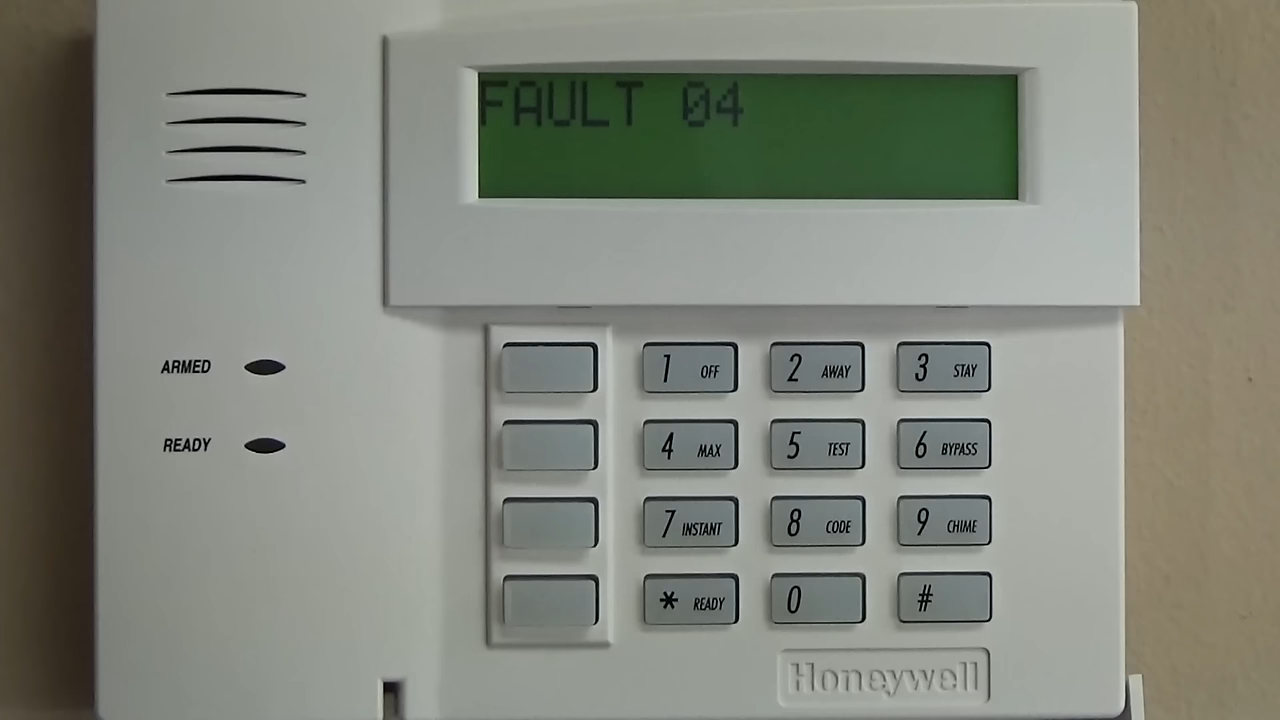 FAULT 04
ARMED
READY
1 OFF 2 AWAY 3 STAY
4 MAX 5 TEST 6 BYPASS
7 INSTANT 8 CODE 9 CHIME
* READY 0 #
Honeywell